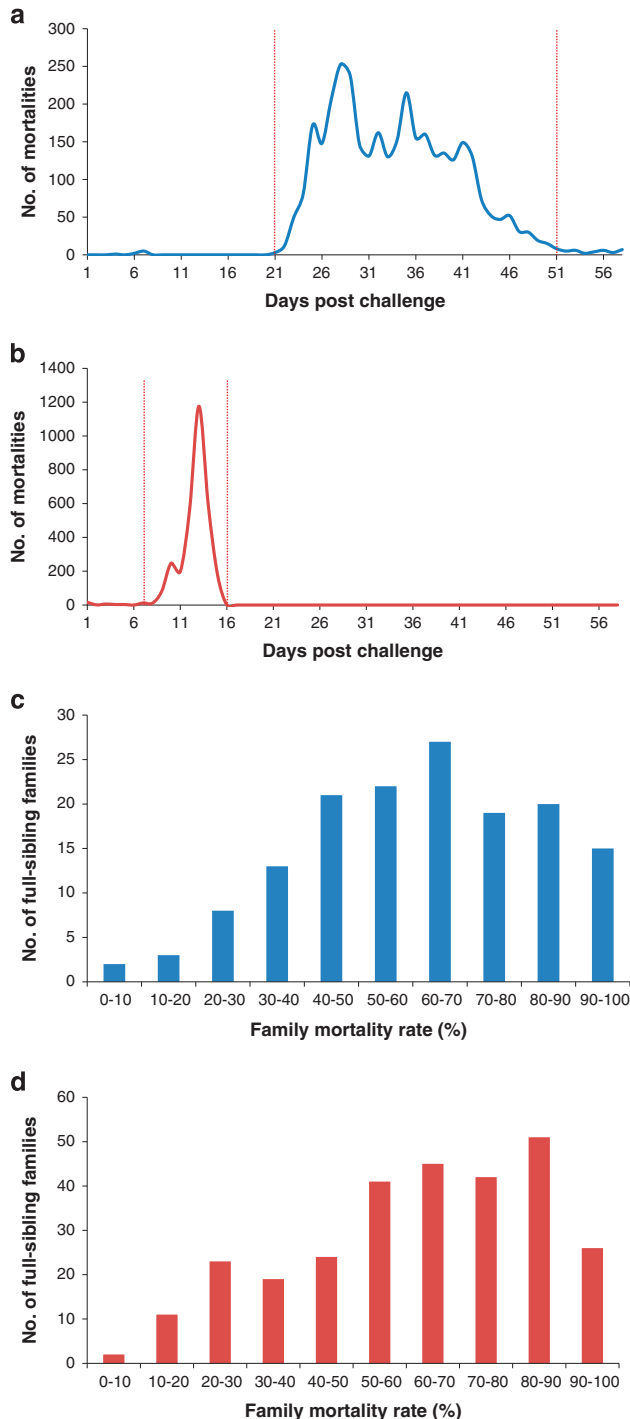 a
No. of mortalities
300
250
200
150
100
50
0
1 6 11 16 21 26 31 36 41 46 51 56
Days post challenge
b
No. of mortalities
1400
1200
1000
800
600
400
200
0
1 6 11 16 21 26 31 36 41 46 51 56
Days post challenge
c
No. of full-sibling families
30
25
20
15
10
5
0
0-10 10-20 20-30 30-40 40-50 50-60 60-70 70-80 80-90 90-100
Family mortality rate (%)
d
No. of full-sibling families
60
50
40
30
20
10
0
0-10 10-20 20-30 30-40 40-50 50-60 60-70 70-80 80-90 90-100
Family mortality rate (%)